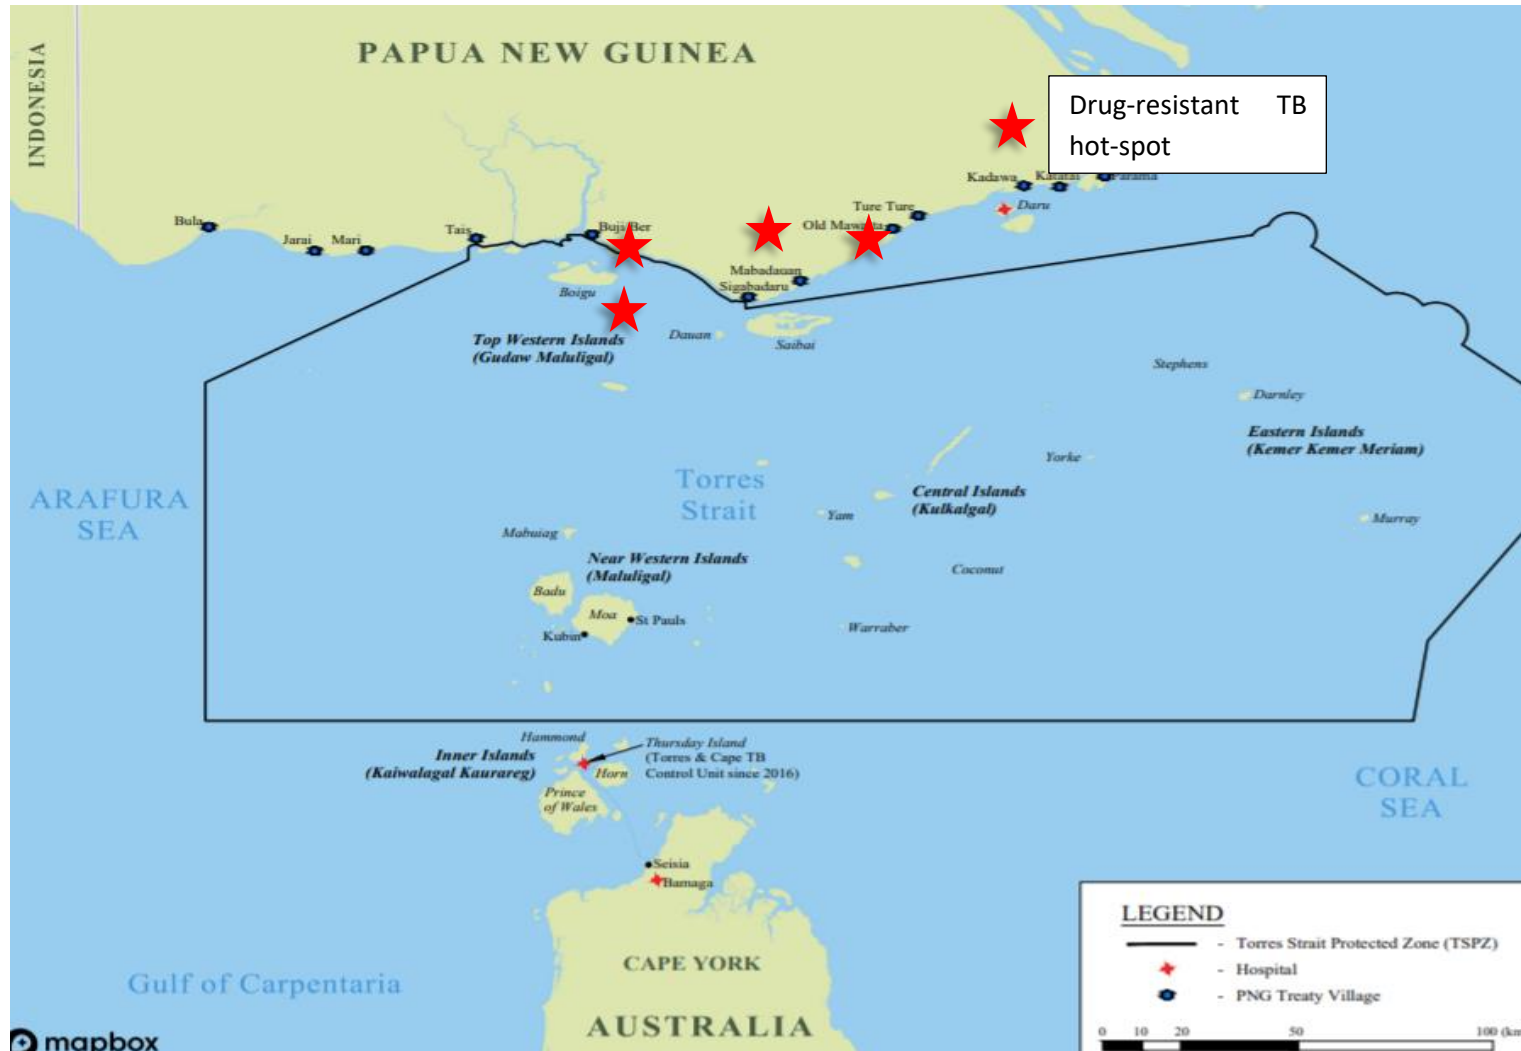 PAPUA NEW GUINEA
INDONESIA
Drug-resistant TB
hot-spot
Kadawa
Katatai
Parama
Daru
Ture Ture
Old Mawatta
Bula
Jarai
Mari
Tais
Buji/Ber
Mabadauan
Sigabadaru
Boigu
Top Western Islands
(Gudaw Maluligal)
Dauan
Saibai
Stephens
Darnley
Eastern Islands
(Kemer Kemer Meriam)
Yorke
Murray
ARAFURA
SEA
Torres
Strait
Central Islands
(Kulkalgal)
Yam
Mabuiag
Near Western Islands
(Maluligal)
Badu
Moa
St Pauls
Kubin
Coconut
Warraber
Hammond
Inner Islands
(Kaiwalagal Kaurareg)
Thursday Island
(Torres & Cape TB
Control Unit since 2016)
Horn
Prince
of Wales
CORAL
SEA
Seisia
Bamaga
Gulf of Carpentaria
CAPE YORK
AUSTRALIA
LEGEND
- Torres Strait Protected Zone (TSPZ)
- Hospital
- PNG Treaty Village
0 10 20 50 100 (km
mapbox